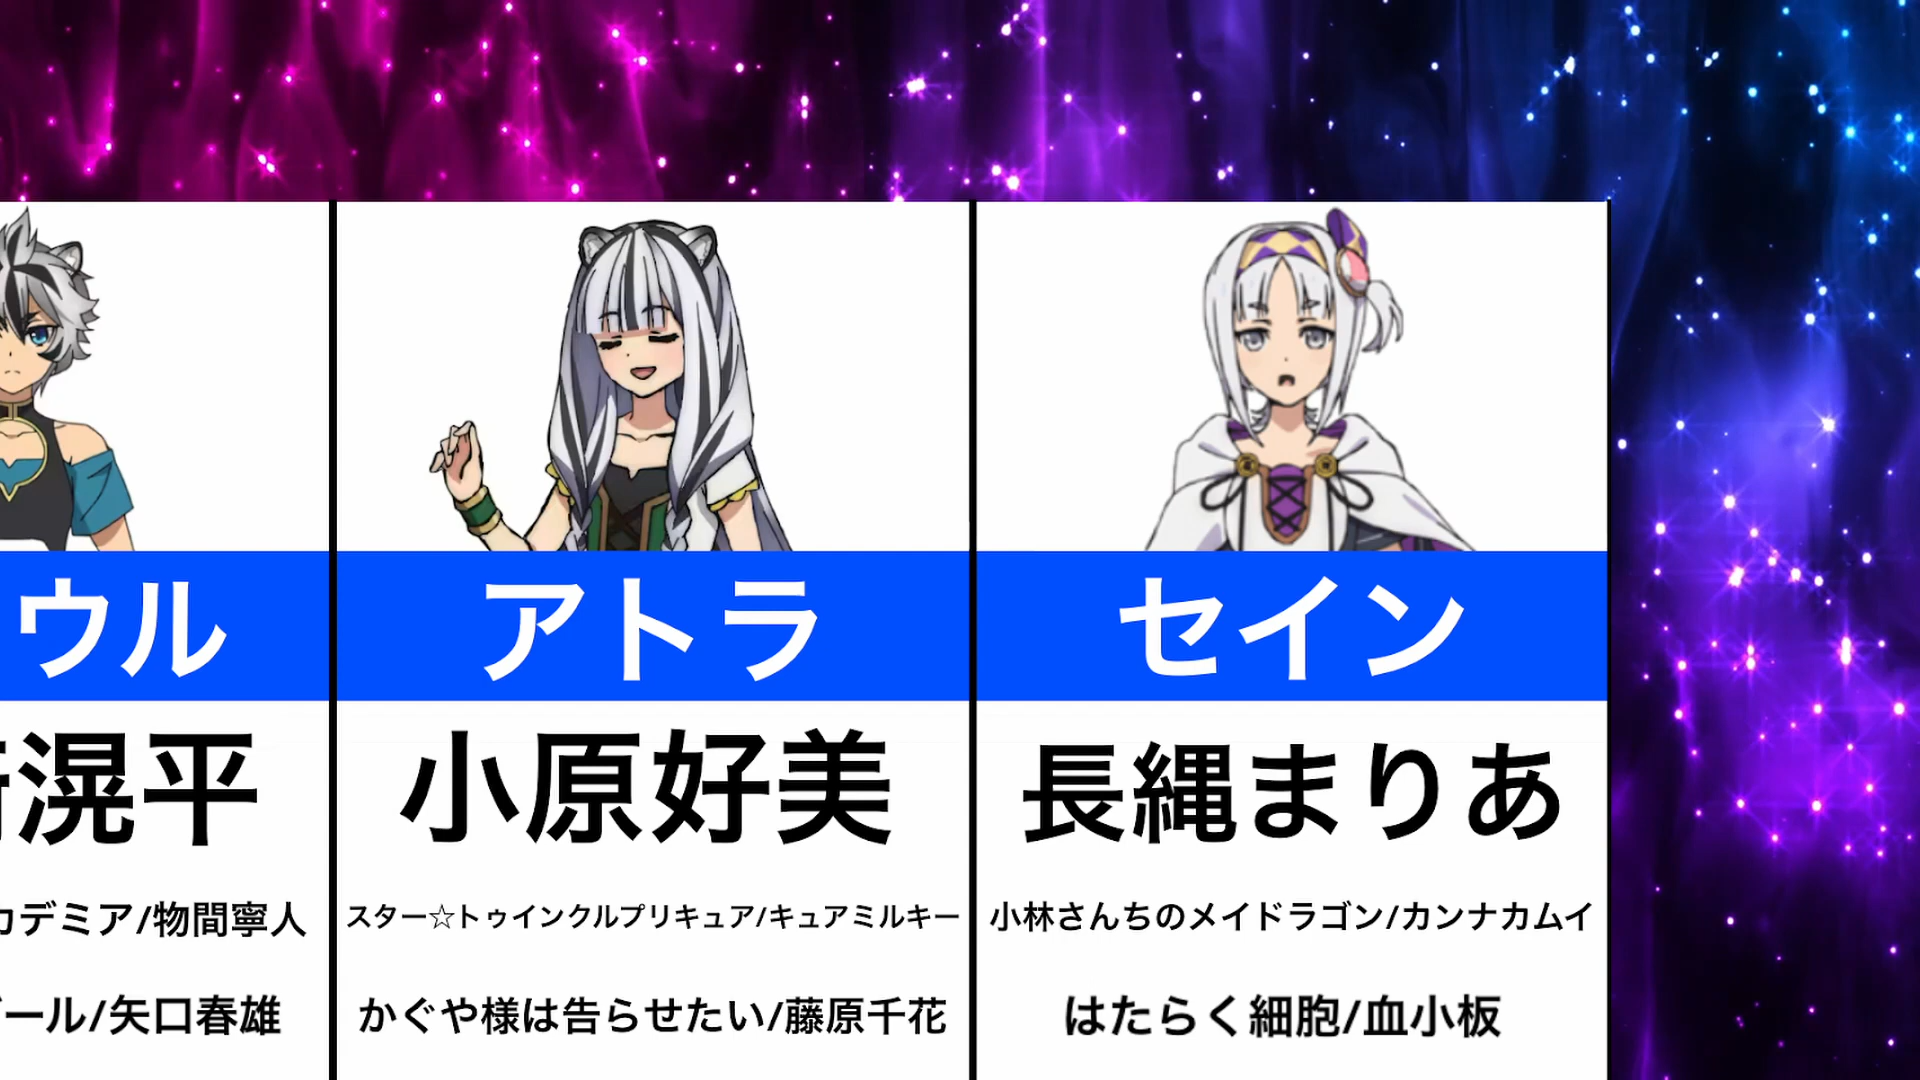 ウル
滉平
カデミア/物間寧人
ール/矢口春雄
アトラ
小原好美
スター☆トゥインクルプリキュア/キュアミルキー
かぐや様は告らせたい/藤原千花
セイン
長縄まりあ
小林さんちのメイドラゴン/カンナカムイ
はたらく細胞/血小板